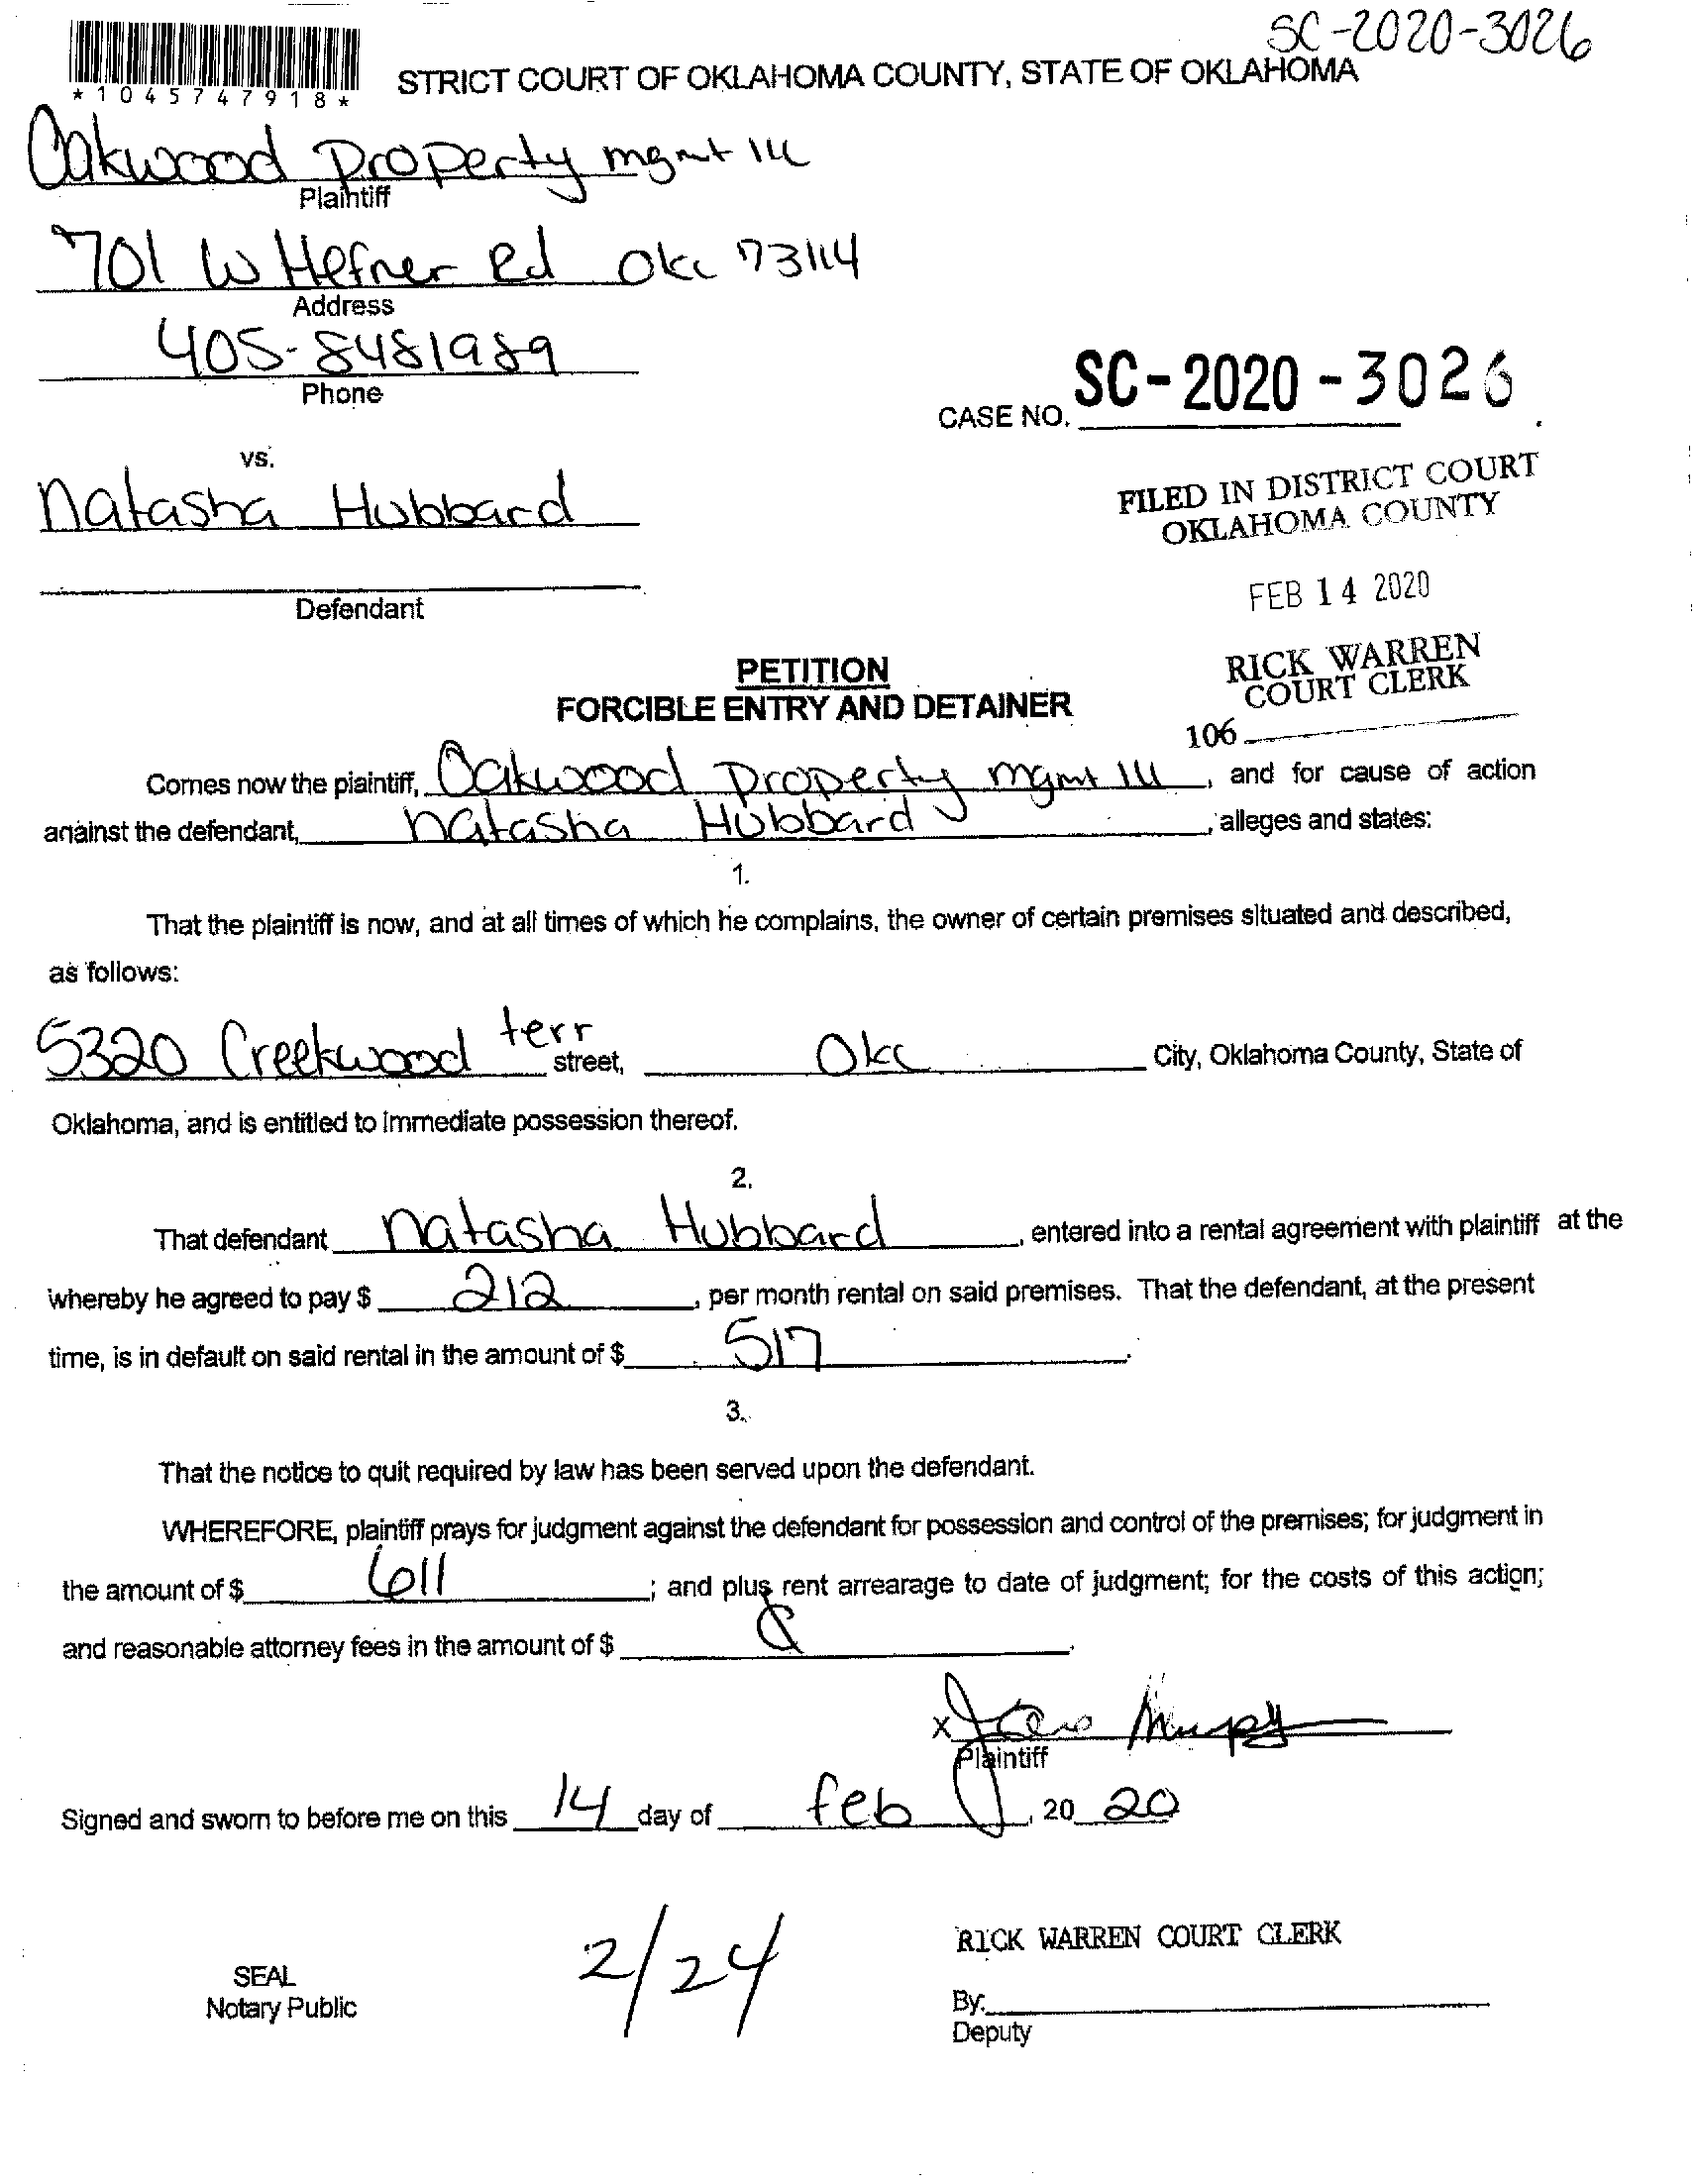 SC-2020-3026
*1045747918*
STRICT COURT OF OKLAHOMA COUNTY, STATE OF OKLAHOMA
Oakwood Property mgmt
Plaintiff
701 W Hefner Rd Okc 73114
Address
405-8481989
Phone
CASE NO. SC-2020-3026.
vs.
Natasha Hubbard
Defendant
FILED IN DISTRICT COURT
OKLAHOMA COUNTY
FEB 14 2020
RICK WARREN
COURT CLERK
106
PETITION
FORCIBLE ENTRY AND DETAINER
Comes now the plaintiff, Oakwood Property mgmt, and for cause of action
against the defendant, Natasha Hubbard, alleges and states:
1.
That the plaintiff is now, and at all times of which he complains, the owner of certain premises situated and described,
as follows:
5320 Creekwood terr street, Okc City, Oklahoma County, State of
Oklahoma, and is entitled to immediate possession thereof.
2.
That defendant Natasha Hubbard, entered into a rental agreement with plaintiff at the
whereby he agreed to pay $ 212, per month rental on said premises. That the defendant, at the present
time, is in default on said rental in the amount of $ 517.
3.
That the notice to quit required by law has been served upon the defendant.
WHEREFORE, plaintiff prays for judgment against the defendant for possession and control of the premises; for judgment in
the amount of $ 611; and plus rent arrearage to date of judgment; for the costs of this action;
and reasonable attorney fees in the amount of $.
x
Plaintiff
Signed and sworn to before me on this 14 day of feb, 20 20
2/24
RICK WARREN COURT CLERK
SEAL
Notary Public
By:
Deputy